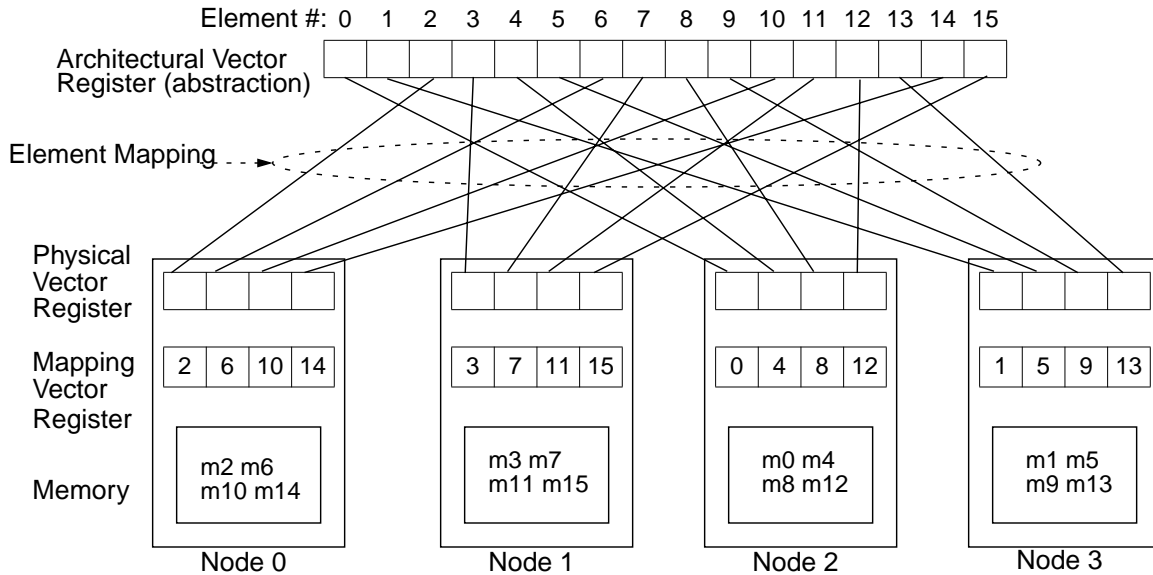 Element #: 0 1 2 3 4 5 6 7 8 9 10 11 12 13 14 15
Architectural Vector
Register (abstraction)
Element Mapping
Physical
Vector
Register
Mapping
Vector
Register
2 6 10 14
3 7 11 15
0 4 8 12
1 5 9 13
Memory
m2 m6
m10 m14
m3 m7
m11 m15
m0 m4
m8 m12
m1 m5
m9 m13
Node 0
Node 1
Node 2
Node 3